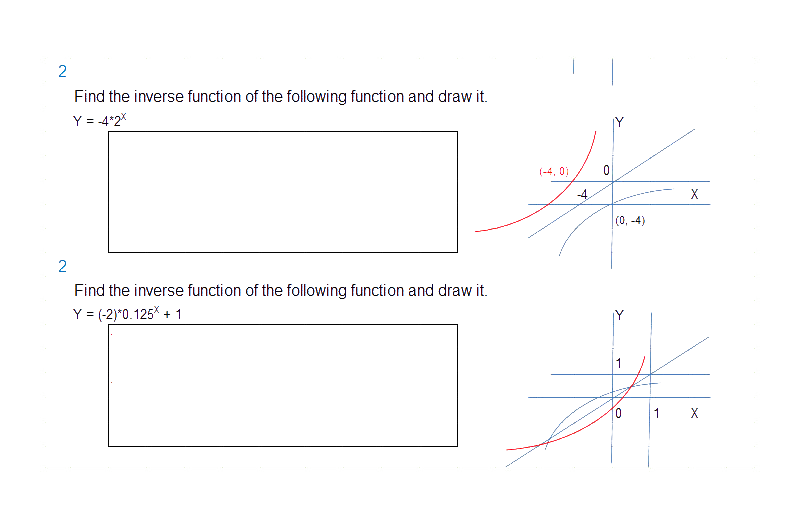 2
Find the inverse function of the following function and draw it.
Y = -4*2^X
Y
(-4, 0)
0
-4
X
(0, -4)
2
Find the inverse function of the following function and draw it.
Y = (-2)*0.125^X + 1
Y
1
0
1
X